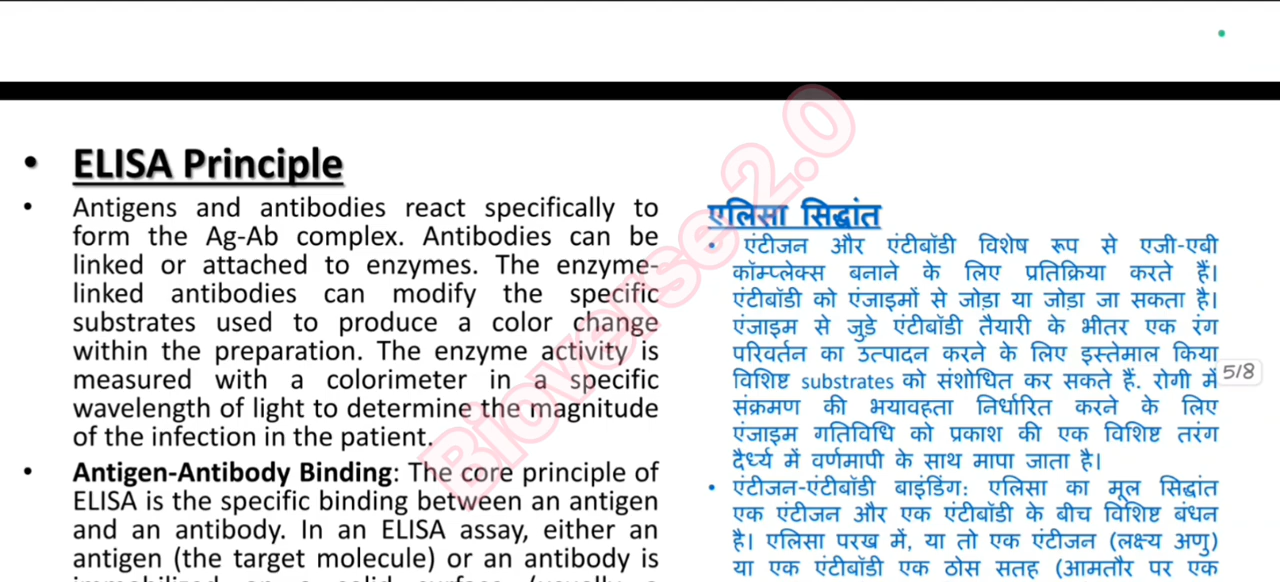 • ELISA Principle
• Antigens and antibodies react specifically to
form the Ag-Ab complex. Antibodies can be
linked or attached to enzymes. The enzyme-
linked antibodies can modify the specific
substrates used to produce a color change
within the preparation. The enzyme activity is
measured with a colorimeter in a specific
wavelength of light to determine the magnitude
of the infection in the patient.
• Antigen-Antibody Binding: The core principle of
ELISA is the specific binding between an antigen
and an antibody. In an ELISA assay, either an
antigen (the target molecule) or an antibody is
एलिसा सिद्धांत
• एंटीजन और एंटीबॉडी विशेष रूप से एजी-एबी
कॉम्प्लेक्स बनाने के लिए प्रतिक्रिया करते हैं।
एंटीबॉडी को एंजाइमों से जोड़ा या जोड़ा जा सकता है।
एंजाइम से जुड़े एंटीबॉडी तैयारी के भीतर एक रंग
परिवर्तन का उत्पादन करने के लिए इस्तेमाल किया
विशिष्ट substrates को संशोधित कर सकते हैं. रोगी में
संक्रमण की भयावहता निर्धारित करने के लिए
एंजाइम गतिविधि को प्रकाश की एक विशिष्ट तरंग
दैर्ध्य में वर्णमापी के साथ मापा जाता है।
• एंटीजन-एंटीबॉडी बाइंडिंग: एलिसा का मूल सिद्धांत
एक एंटीजन और एक एंटीबॉडी के बीच विशिष्ट बंधन
है। एलिसा परख में, या तो एक एंटीजन (लक्ष्य अणु)
या एक एंटीबॉडी एक ठोस सतह (आमतौर पर एक
5/8
Bioverse 2.0